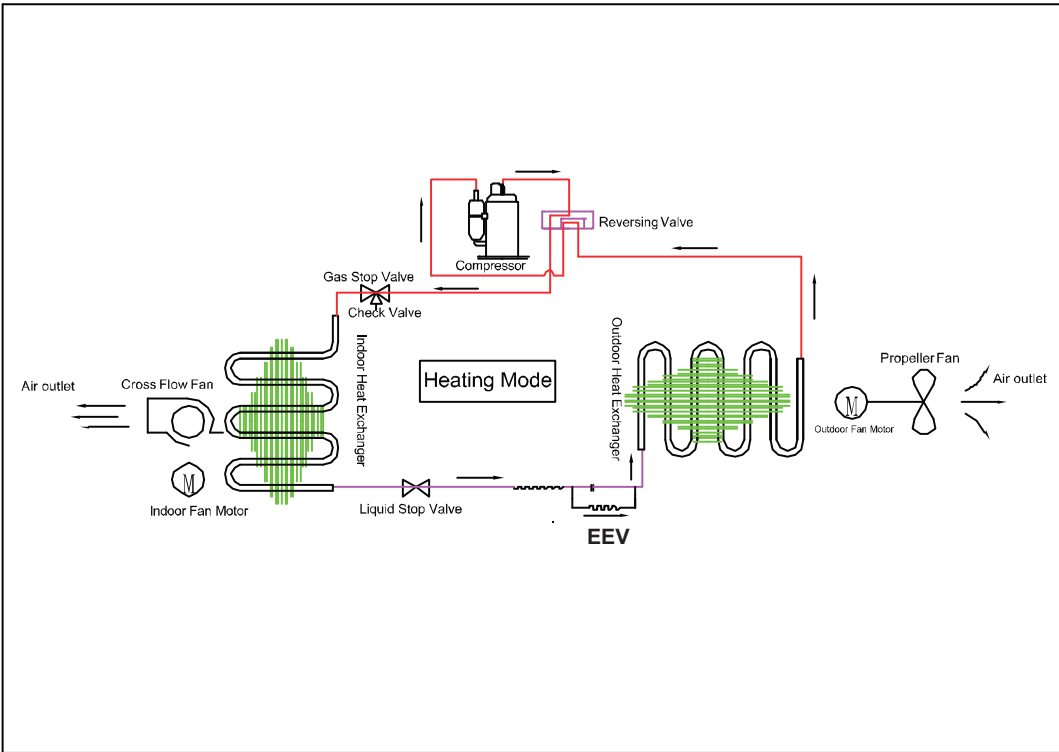 Reversing Valve
Compressor
Gas Stop Valve
Check Valve
Indoor Heat Exchanger
Outdoor Heat Exchanger
Heating Mode
Propeller Fan
Air outlet
Cross Flow Fan
Air outlet
M
Outdoor Fan Motor
M
Indoor Fan Motor
Liquid Stop Valve
EEV